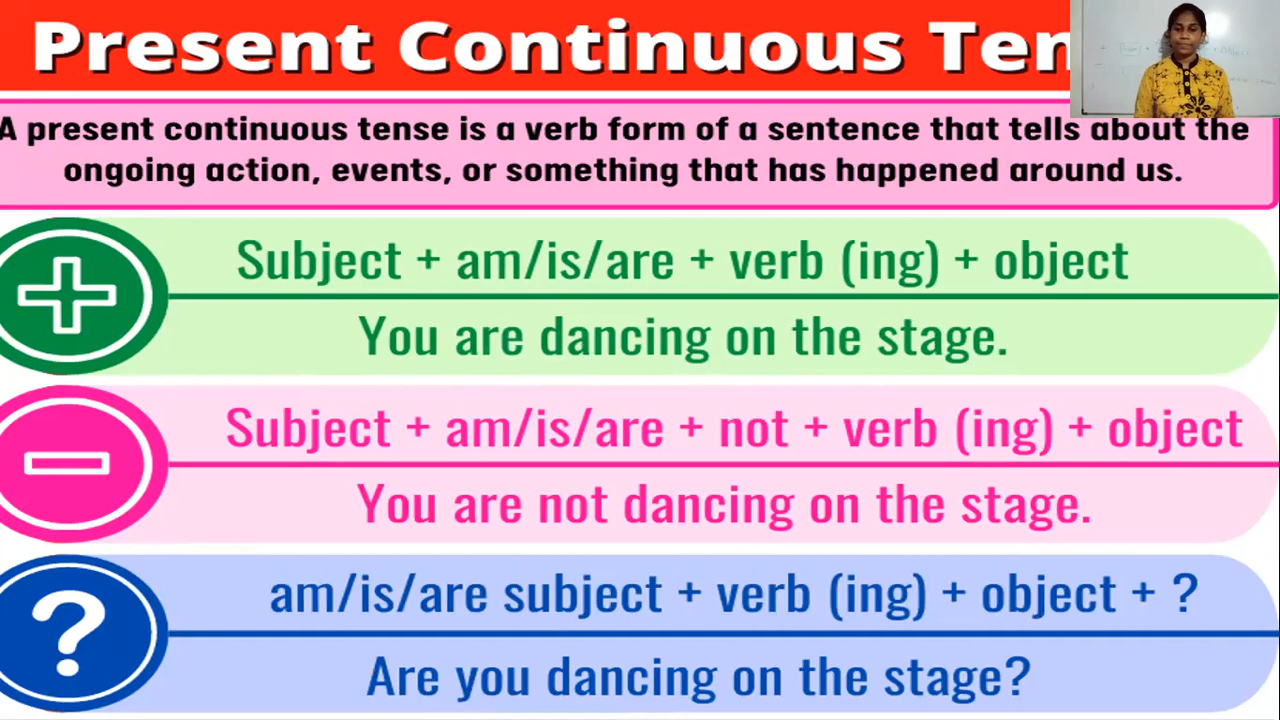 Present Continuous Ten
A present continuous tense is a verb form of a sentence that tells about the
ongoing action, events, or something that has happened around us.
Subject + am/is/are + verb (ing) + object
You are dancing on the stage.
Subject + am/is/are + not + verb (ing) + object
You are not dancing on the stage.
?
am/is/are subject + verb (ing) + object + ?
Are you dancing on the stage?